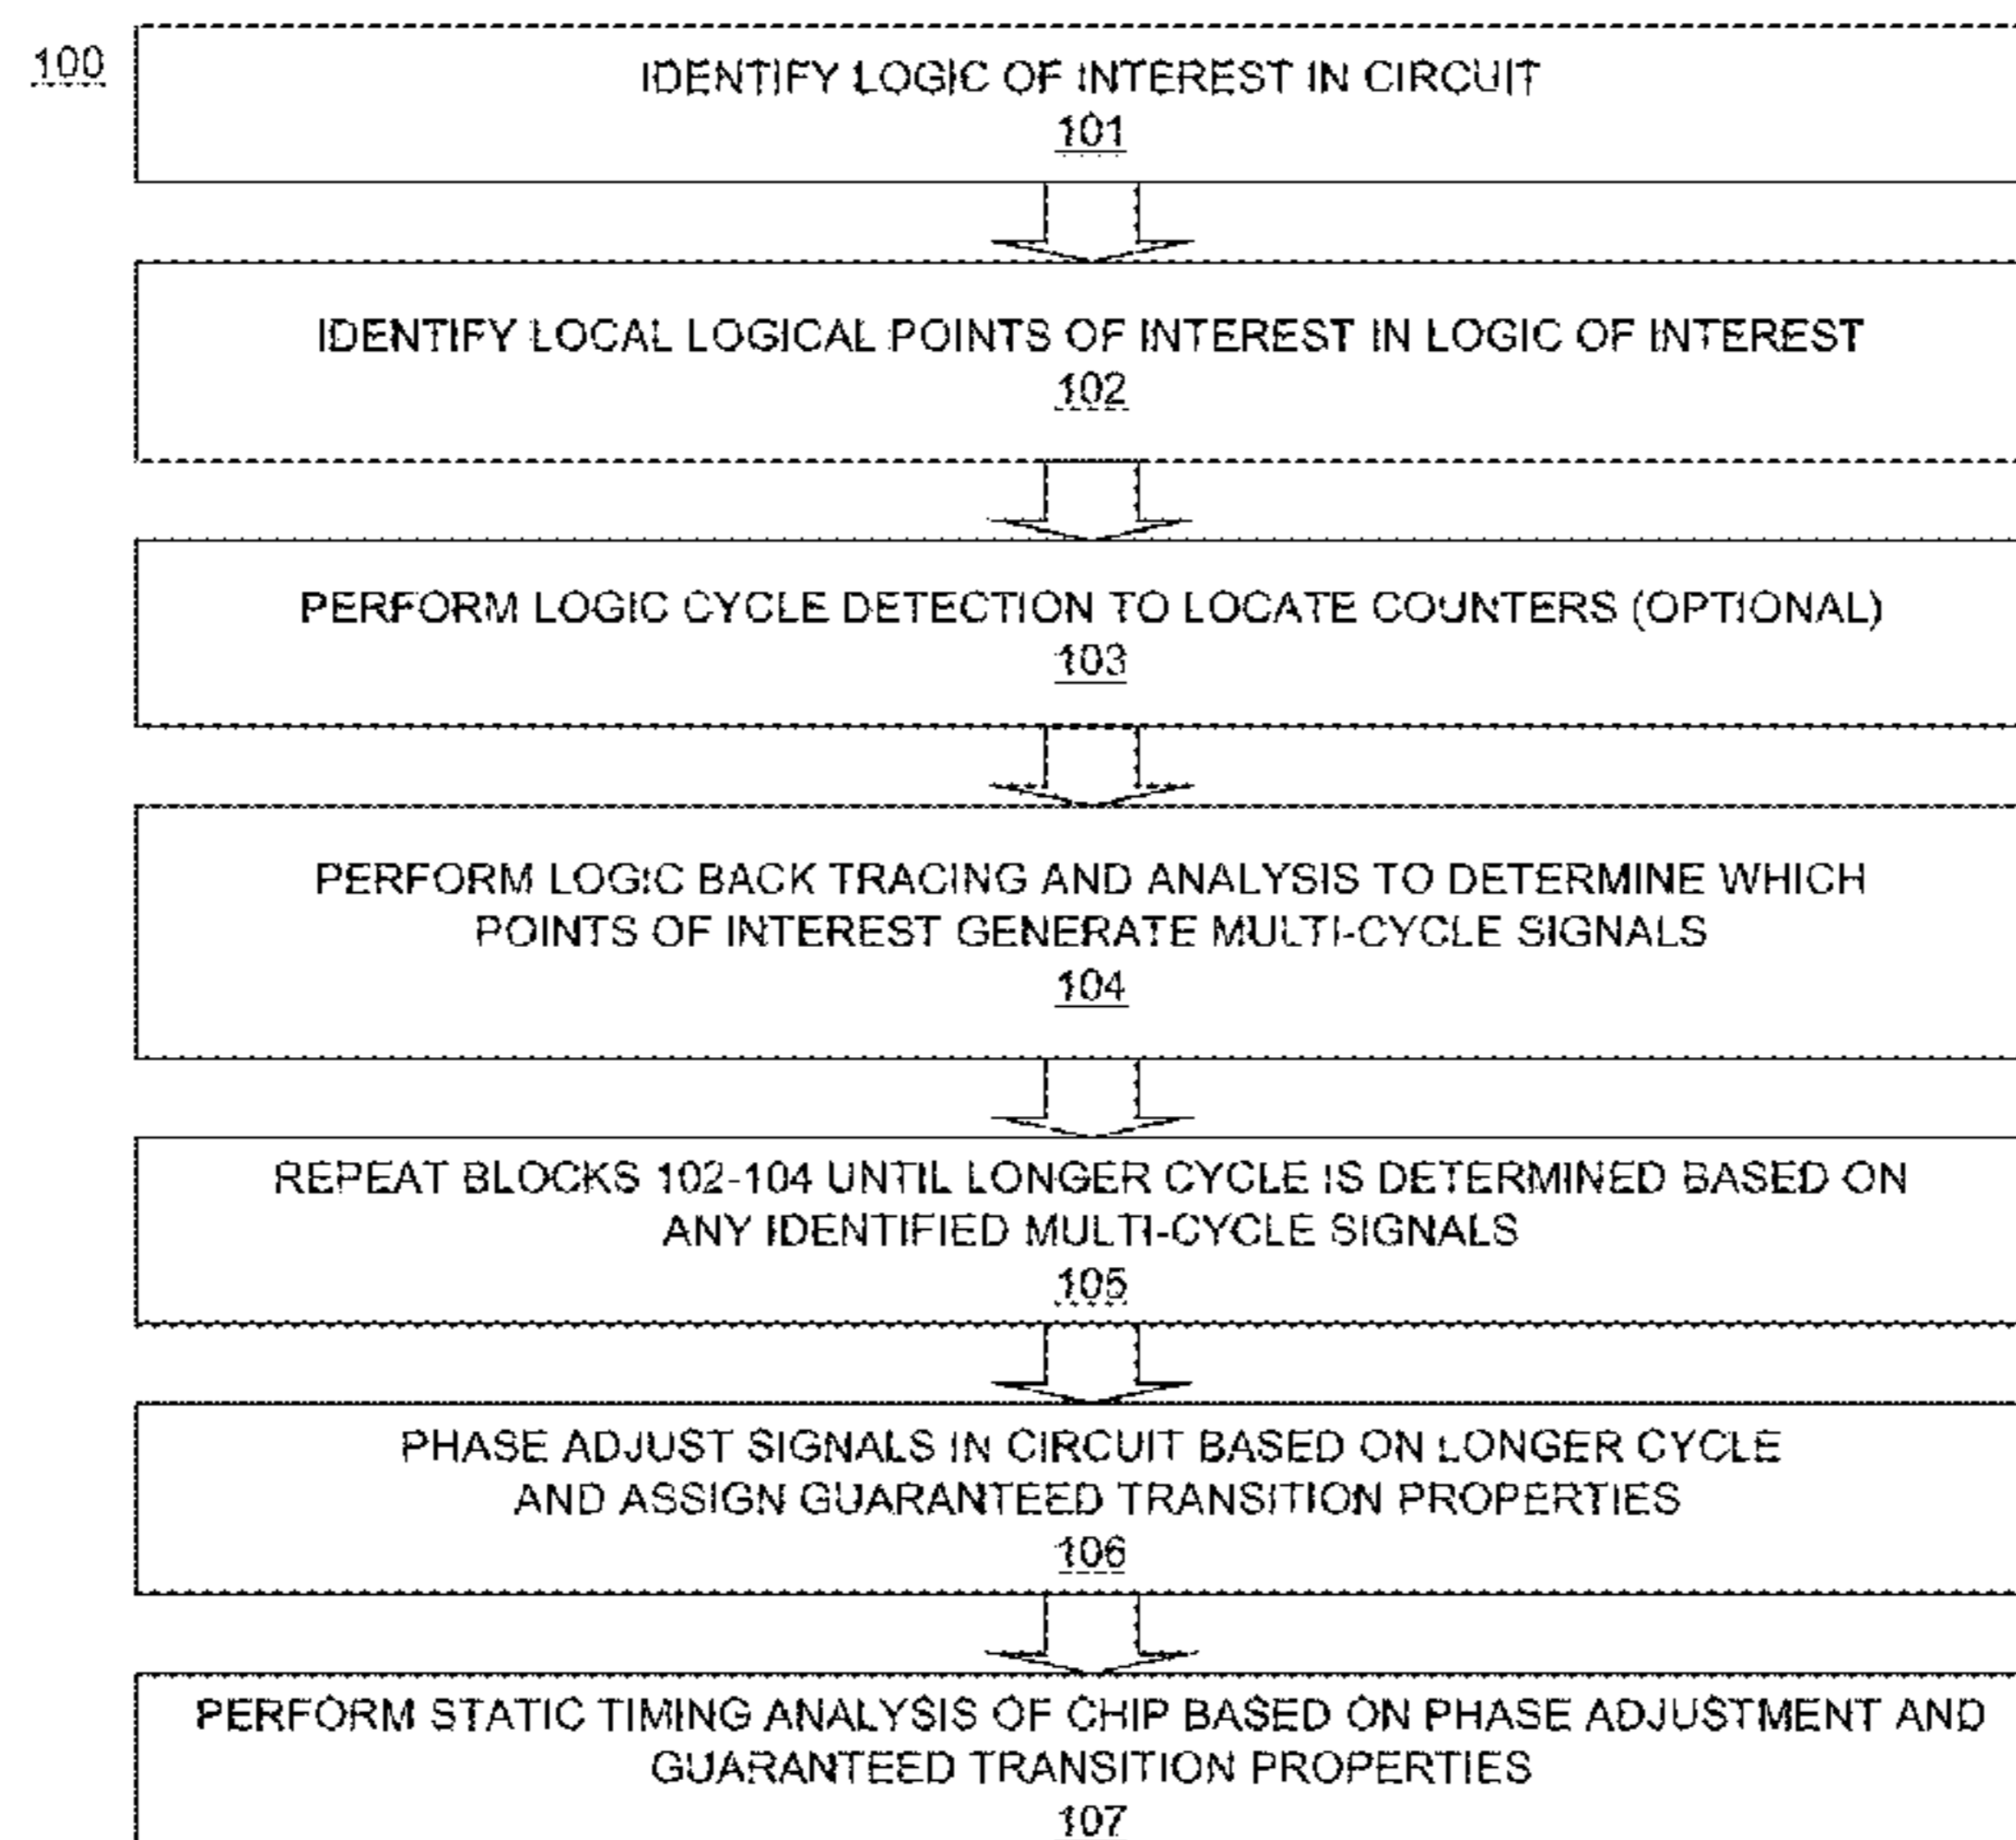 100
IDENTIFY LOGIC OF INTEREST IN CIRCUIT
101
IDENTIFY LOCAL LOGICAL POINTS OF INTEREST IN LOGIC OF INTEREST
102
PERFORM LOGIC CYCLE DETECTION TO LOCATE COUNTERS (OPTIONAL)
103
PERFORM LOGIC BACK TRACING AND ANALYSIS TO DETERMINE WHICH
POINTS OF INTEREST GENERATE MULTI-CYCLE SIGNALS
104
REPEAT BLOCKS 102-104 UNTIL LONGER CYCLE IS DETERMINED BASED ON
ANY IDENTIFIED MULTI-CYCLE SIGNALS
105
PHASE ADJUST SIGNALS IN CIRCUIT BASED ON LONGER CYCLE
AND ASSIGN GUARANTEED TRANSITION PROPERTIES
106
PERFORM STATIC TIMING ANALYSIS OF CHIP BASED ON PHASE ADJUSTMENT AND
GUARANTEED TRANSITION PROPERTIES
107